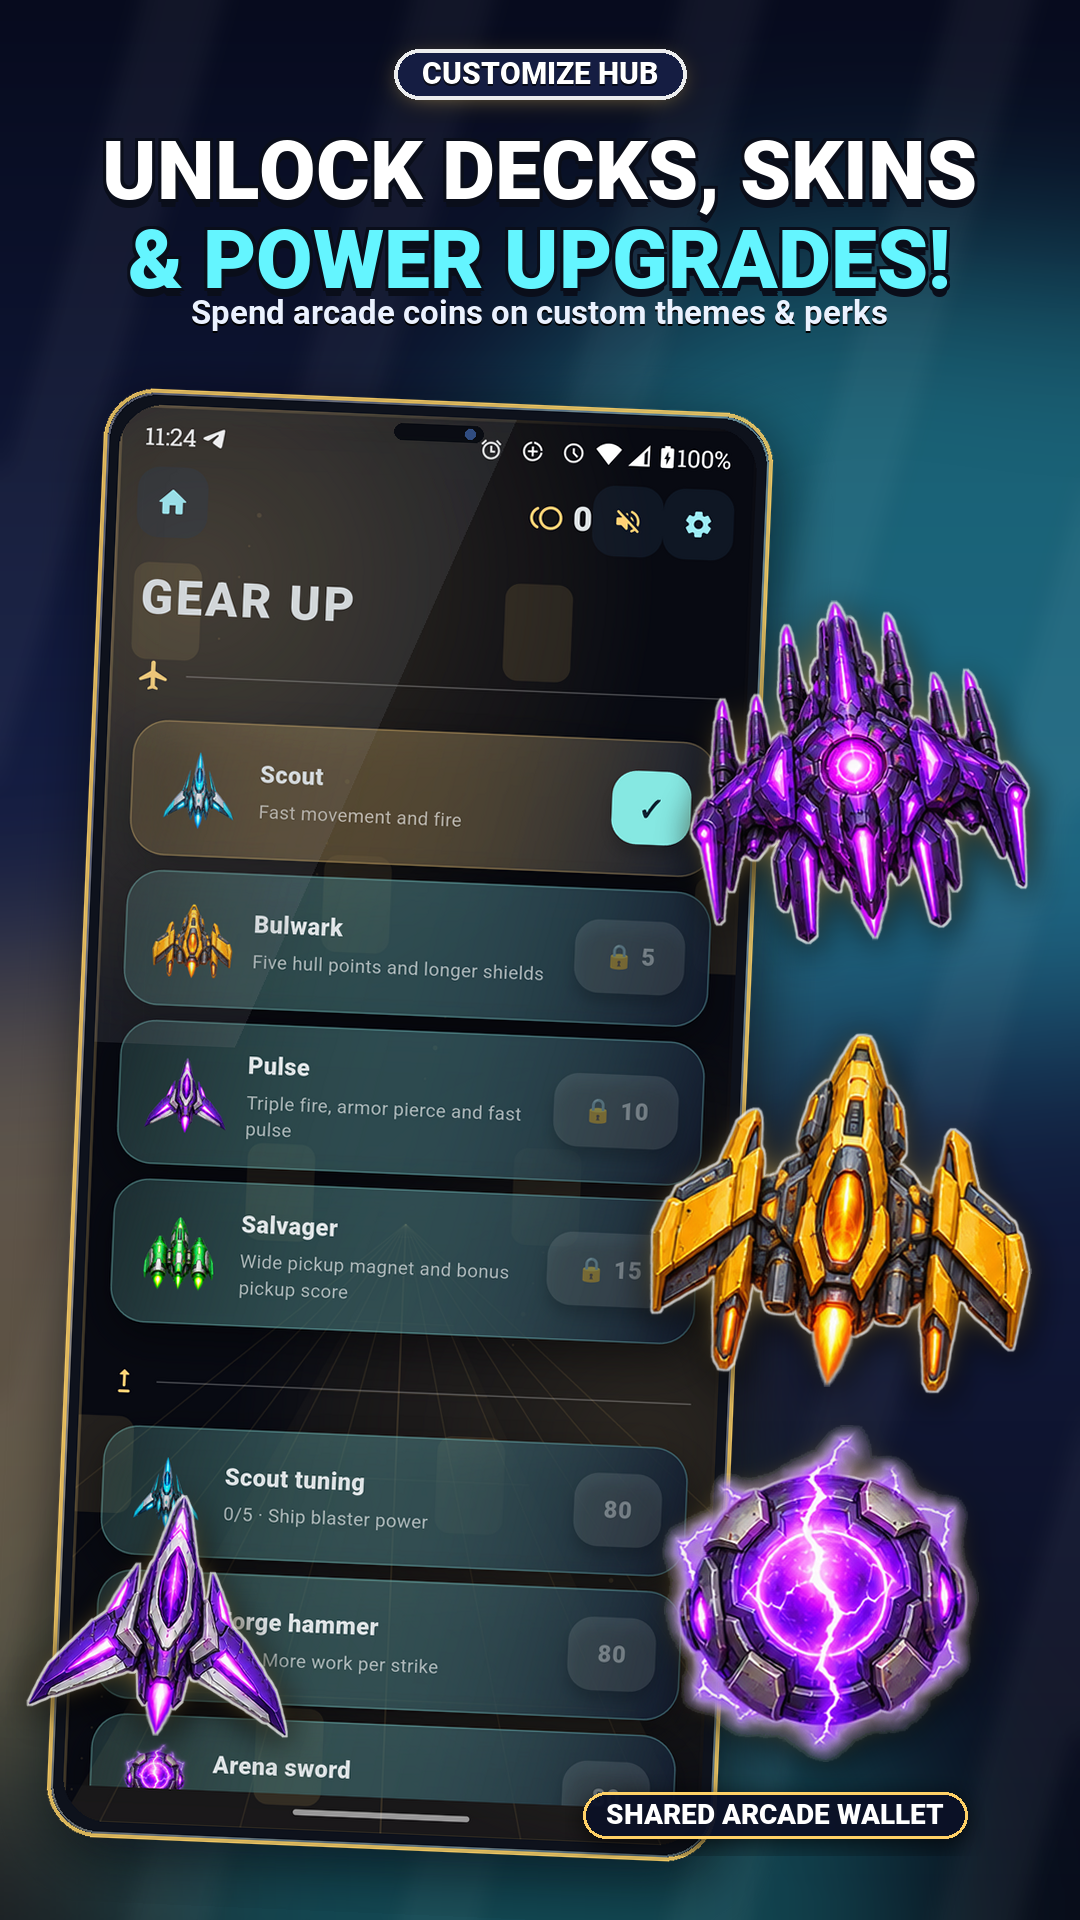 CUSTOMIZE HUB
UNLOCK DECKS, SKINS
& POWER UPGRADES!
Spend arcade coins on custom themes & perks
11:24
100%
0
GEAR UP
Scout
Fast movement and fire
✓
Bulwark
Five hull points and longer shields
5
Pulse
Triple fire, armor pierce and fast
pulse
10
Salvager
Wide pickup magnet and bonus
pickup score
15
Scout tuning
0/5 · Ship blaster power
80
orge hammer
More work per strike
80
Arena sword
SHARED ARCADE WALLET